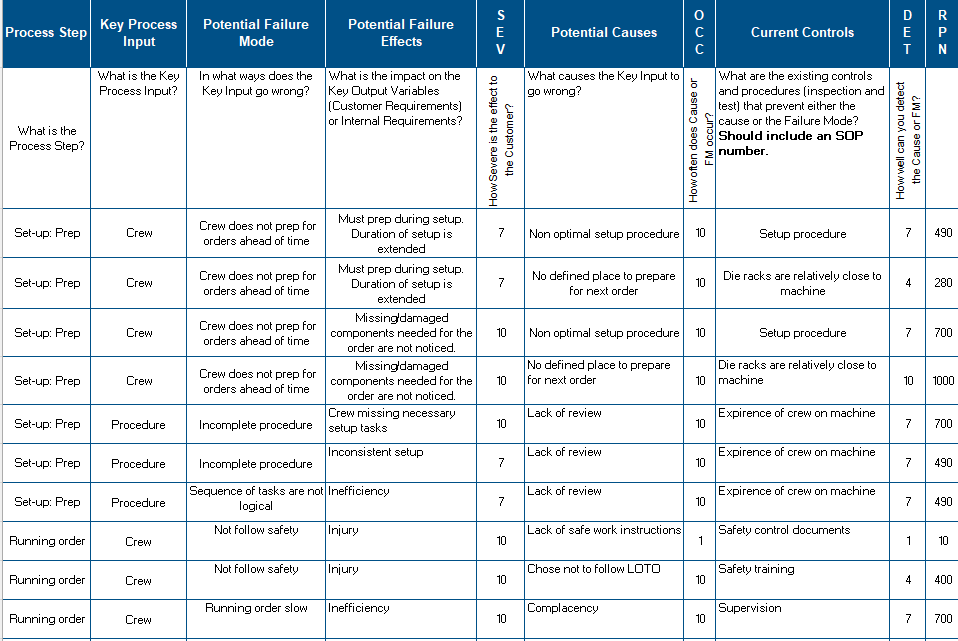 Process Step
Key Process
Input
Potential Failure
Mode
Potential Failure
Effects
S
E
V
Potential Causes
O
C
C
Current Controls
D
E
T
R
P
N
What is the
Process Step?
What is the Key
Process Input?
In what ways does the
Key Input go wrong?
What is the impact on the
Key Output Variables
(Customer Requirements)
or Internal Requirements?
How Severe is the effect to
the Customer?
What causes the Key Input to
go wrong?
How often does Cause or
FM occur?
What are the existing controls
and procedures (inspection and
test) that prevent either the
cause or the Failure Mode?
Should include an SOP
number.
How well can you detect
the Cause or FM?
Set-up: Prep
Crew
Crew does not prep for
orders ahead of time
Must prep during setup.
Duration of setup is
extended
7
Non optimal setup procedure
10
Setup procedure
7
490
Set-up: Prep
Crew
Crew does not prep for
orders ahead of time
Must prep during setup.
Duration of setup is
extended
7
No defined place to prepare
for next order
10
Die racks are relatively close to
machine
4
280
Set-up: Prep
Crew
Crew does not prep for
orders ahead of time
Missing/damaged
components needed for the
order are not noticed.
10
Non optimal setup procedure
10
Setup procedure
7
700
Set-up: Prep
Crew
Crew does not prep for
orders ahead of time
Missing/damaged
components needed for the
order are not noticed.
10
No defined place to prepare
for next order
10
Die racks are relatively close to
machine
10
1000
Set-up: Prep
Procedure
Incomplete procedure
Crew missing necessary
setup tasks
10
Lack of review
10
Expirence of crew on machine
7
700
Set-up: Prep
Procedure
Incomplete procedure
Inconsistent setup
7
Lack of review
10
Expirence of crew on machine
7
490
Set-up: Prep
Procedure
Sequence of tasks are not
logical
Inefficiency
7
Lack of review
10
Expirence of crew on machine
7
490
Running order
Crew
Not follow safety
Injury
10
Lack of safe work instructions
1
Safety control documents
1
10
Running order
Crew
Not follow safety
Injury
10
Chose not to follow LOTO
10
Safety training
4
400
Running order
Crew
Running order slow
Inefficiency
10
Complacency
10
Supervision
7
700